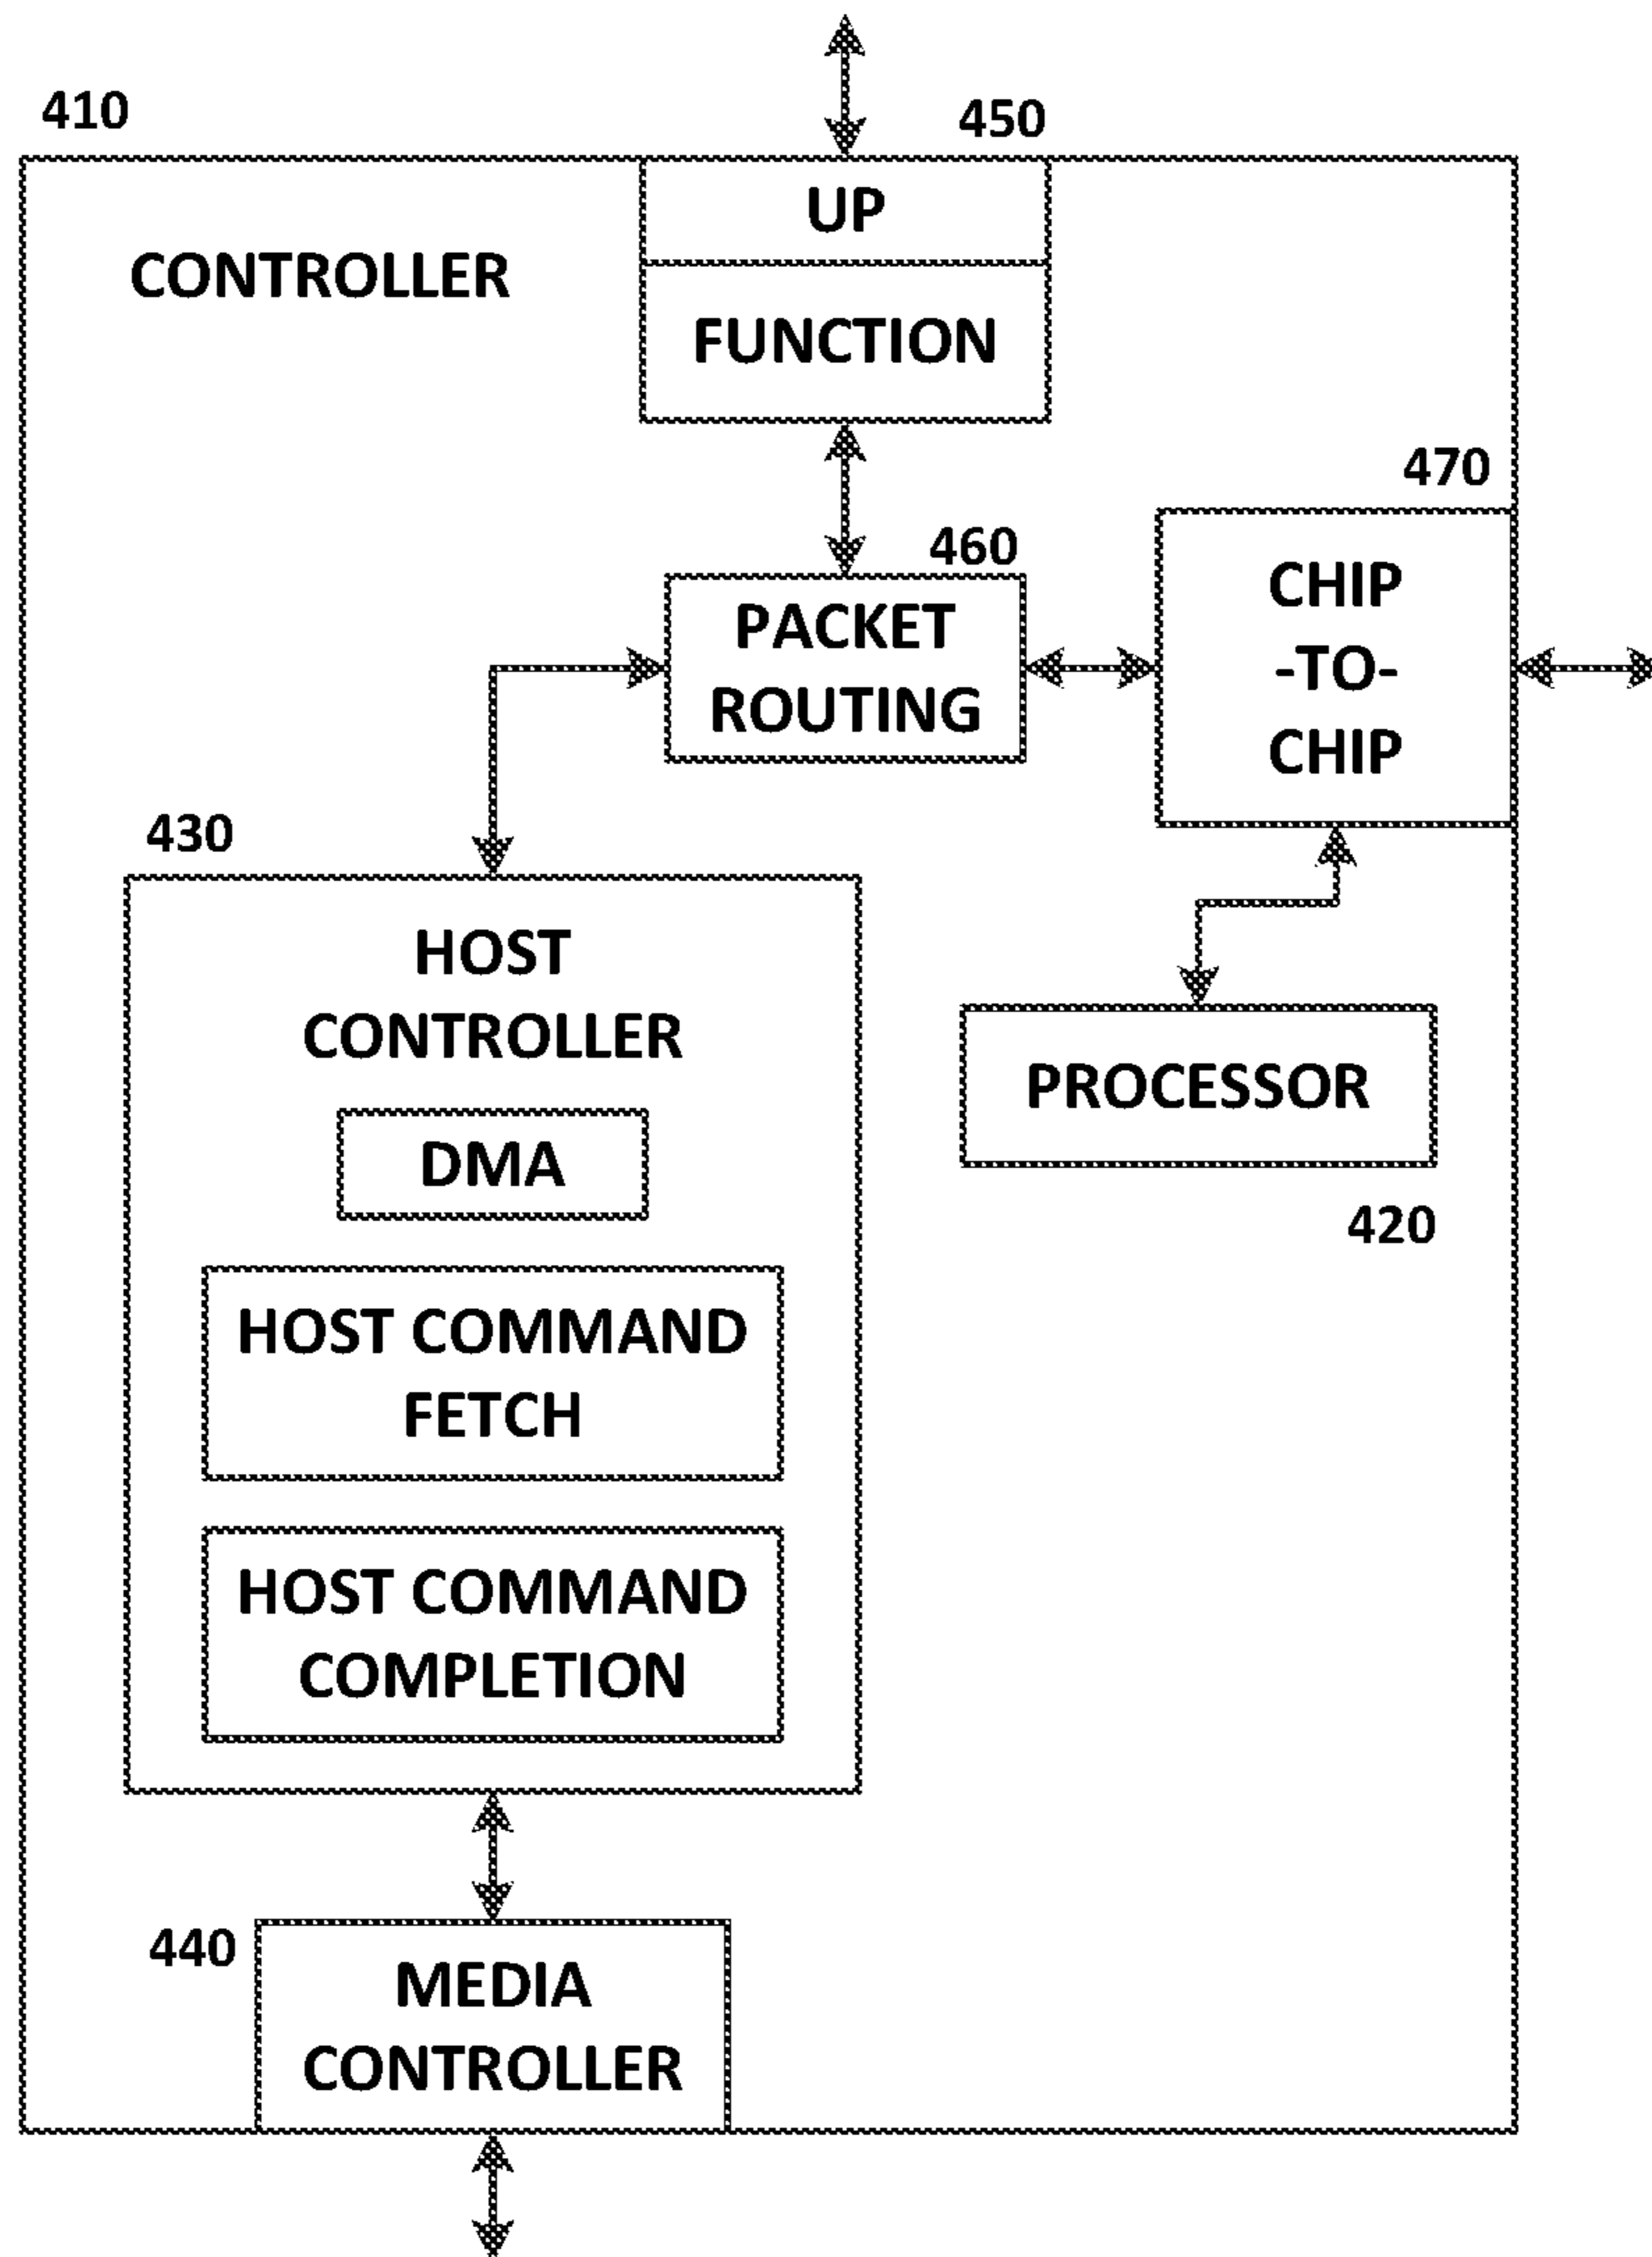 410
450
UP
CONTROLLER
FUNCTION
470
460
CHIP
-TO-
CHIP
PACKET
ROUTING
430
HOST
CONTROLLER
PROCESSOR
DMA
420
HOST COMMAND
FETCH
HOST COMMAND
COMPLETION
440
MEDIA
CONTROLLER